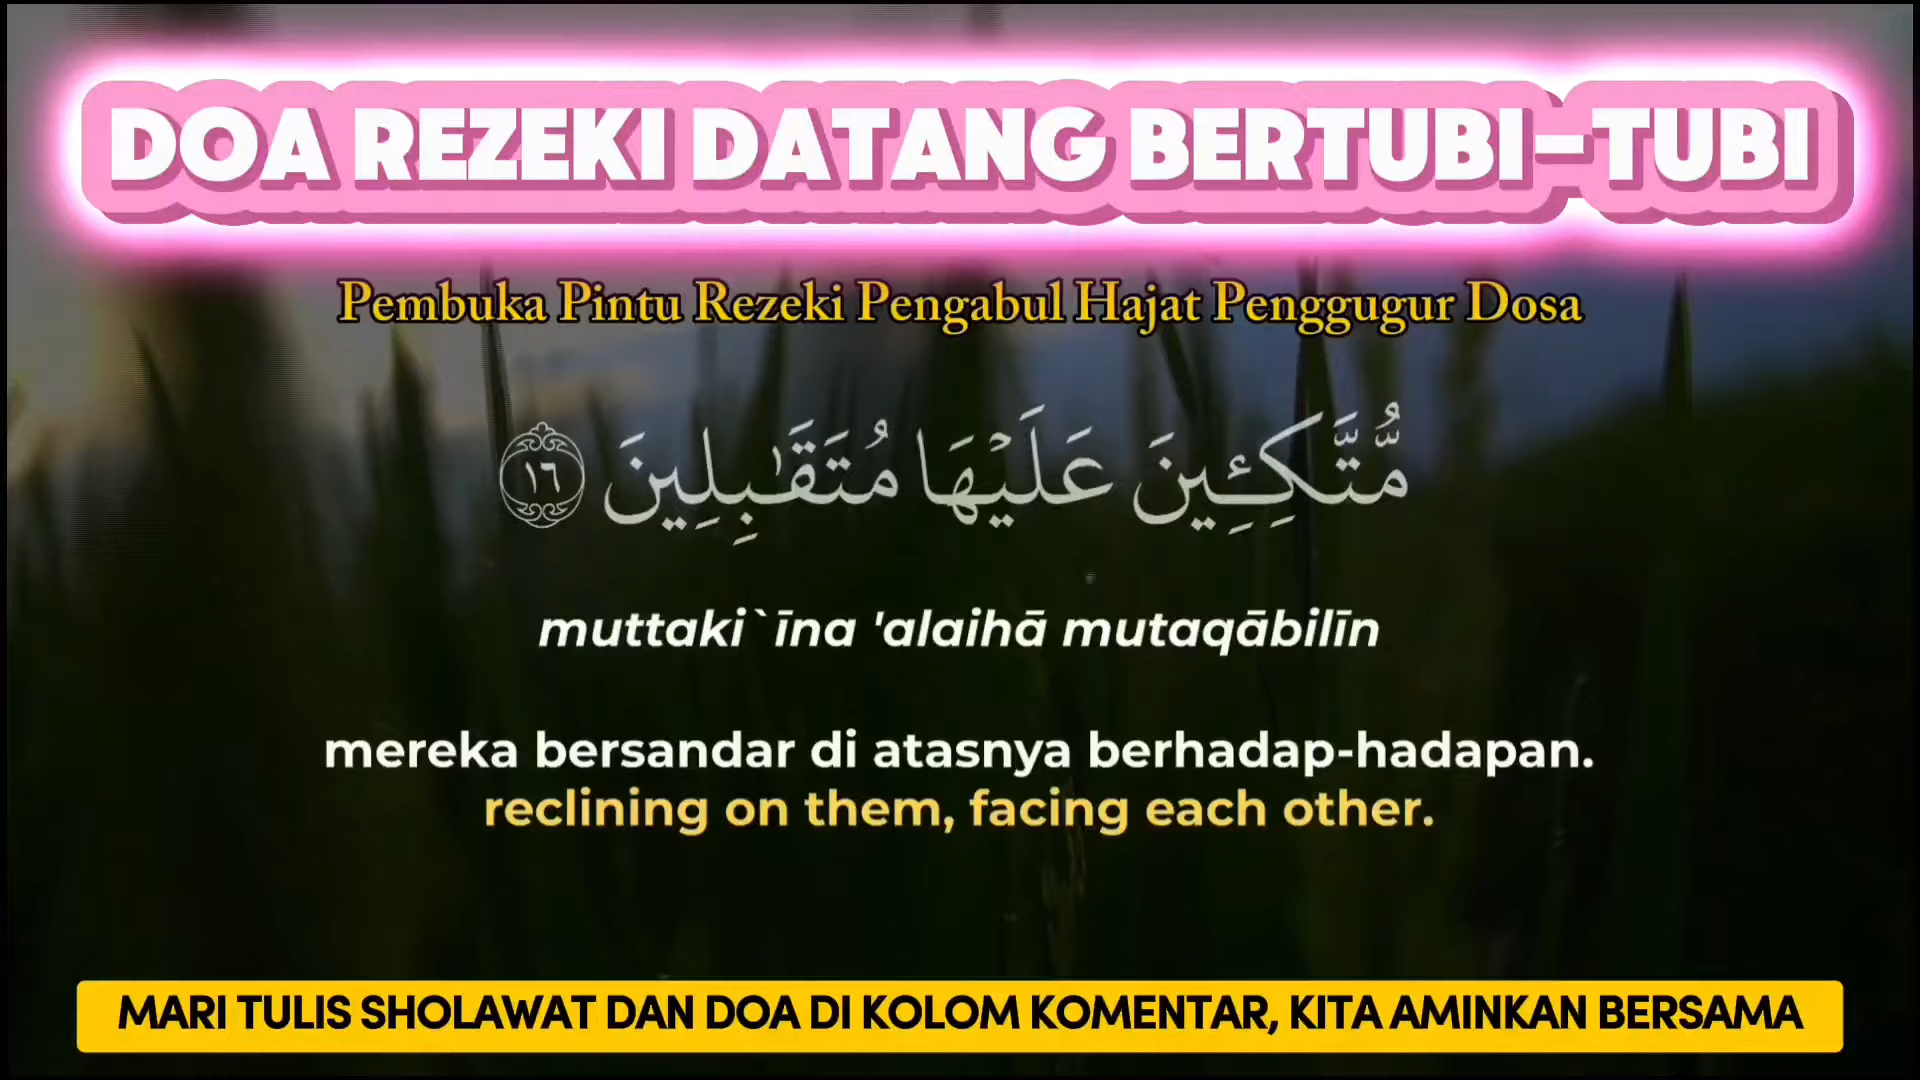 DOA REZEKI DATANG BERTUBI-TUBI
Pembuka Pintu Rezeki Pengabul Hajat Penggugur Dosa
مُّتَّكِـِٔينَ عَلَيْهَا مُتَقَـٰبِلِينَ ١٦
muttaki`īna 'alaihā mutaqābilīn
mereka bersandar di atasnya berhadap-hadapan.
reclining on them, facing each other.
MARI TULIS SHOLAWAT DAN DOA DI KOLOM KOMENTAR, KITA AMINKAN BERSAMA